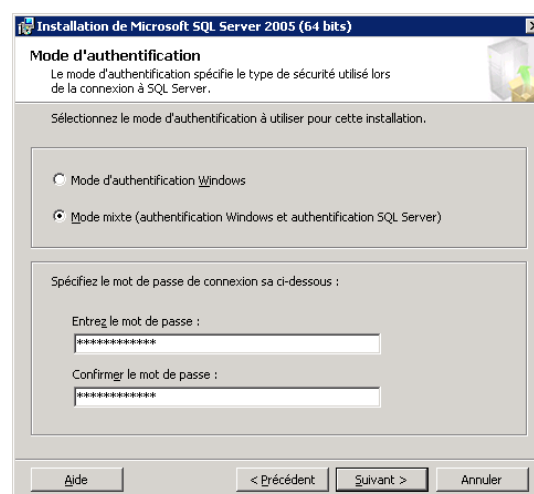 Installation de Microsoft SQL Server 2005 (64 bits)
Mode d'authentification
Le mode d'authentification spécifie le type de sécurité utilisé lors
de la connexion à SQL Server.
Sélectionnez le mode d'authentification à utiliser pour cette installation.
Mode d'authentification Windows
Mode mixte (authentification Windows et authentification SQL Server)
Spécifiez le mot de passe de connexion sa ci-dessous :
Entrez le mot de passe :
************
Confirmer le mot de passe :
************
Aide
< Précédent
Suivant >
Annuler